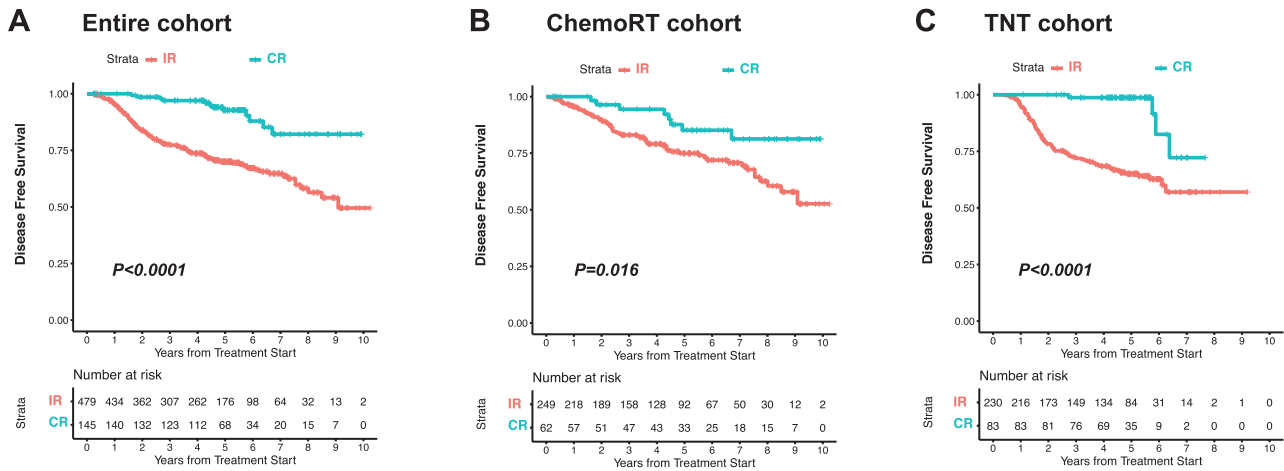 A Entire cohort
Strata IR CR
Disease Free Survival
1.00
0.75
0.50
0.25
0.00
P<0.0001
0 1 2 3 4 5 6 7 8 9 10
Years from Treatment Start
Number at risk
Strata
IR 479 434 362 307 262 176 98 64 32 13 2
CR 145 140 132 123 112 68 34 20 15 7 0
0 1 2 3 4 5 6 7 8 9 10
Years from Treatment Start
B ChemoRT cohort
Strata IR CR
Disease Free Survival
1.00
0.75
0.50
0.25
0.00
P=0.016
0 1 2 3 4 5 6 7 8 9 10
Years from Treatment Start
Number at risk
Strata
IR 249 218 189 158 128 92 67 50 30 12 2
CR 62 57 51 47 43 33 25 18 15 7 0
0 1 2 3 4 5 6 7 8 9 10
Years from Treatment Start
C TNT cohort
Strata IR CR
Disease Free Survival
1.00
0.75
0.50
0.25
0.00
P<0.0001
0 1 2 3 4 5 6 7 8 9 10
Years from Treatment Start
Number at risk
Strata
IR 230 216 173 149 134 84 31 14 2 1 0
CR 83 83 81 76 69 35 9 2 0 0 0
0 1 2 3 4 5 6 7 8 9 10
Years from Treatment Start